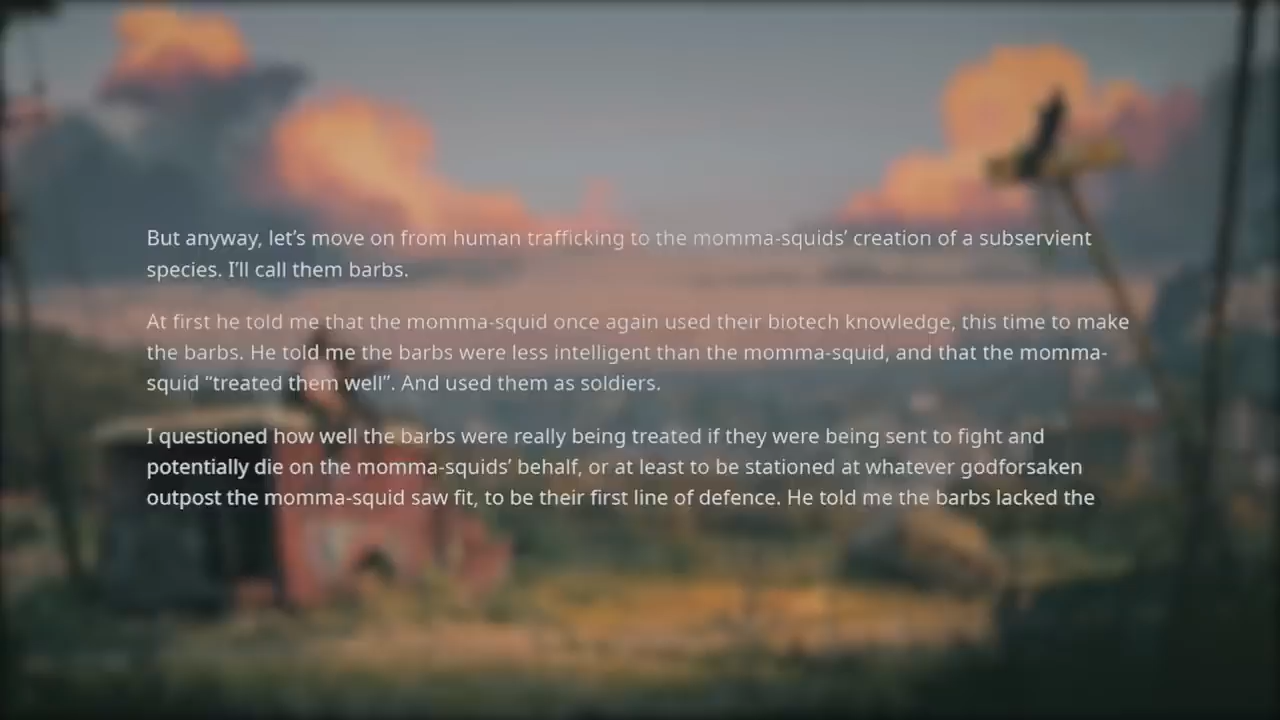 But anyway, let’s move on from human trafficking to the momma-squids’ creation of a subservient
species. I’ll call them barbs.
At first he told me that the momma-squid once again used their biotech knowledge, this time to make
the barbs. He told me the barbs were less intelligent than the momma-squid, and that the momma-
squid “treated them well”. And used them as soldiers.
I questioned how well the barbs were really being treated if they were being sent to fight and
potentially die on the momma-squids’ behalf, or at least to be stationed at whatever godforsaken
outpost the momma-squid saw fit, to be their first line of defence. He told me the barbs lacked the